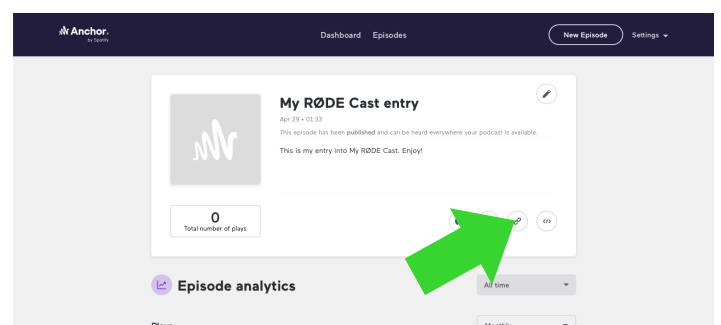 Anchor.
by Spotify
Dashboard Episodes
New Episode
Settings
My RØDE Cast entry
Apr 29 • 01:33
This episode has been published and can be heard everywhere your podcast is available.
This is my entry into My RØDE Cast. Enjoy!
0
Total number of plays
</>
Episode analytics
All time